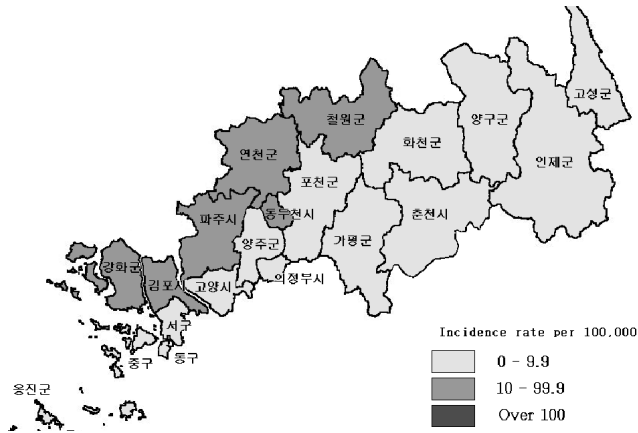 고성군
철원군
양구군
화천군
연천군
인제군
포천군
파주시
동두천시
춘천시
양주군
가평군
강화군
김포시
고양시
의정부시
서구
중구
동구
옹진군
Incidence rate per 100,000
0 - 9.9
10 - 99.9
Over 100